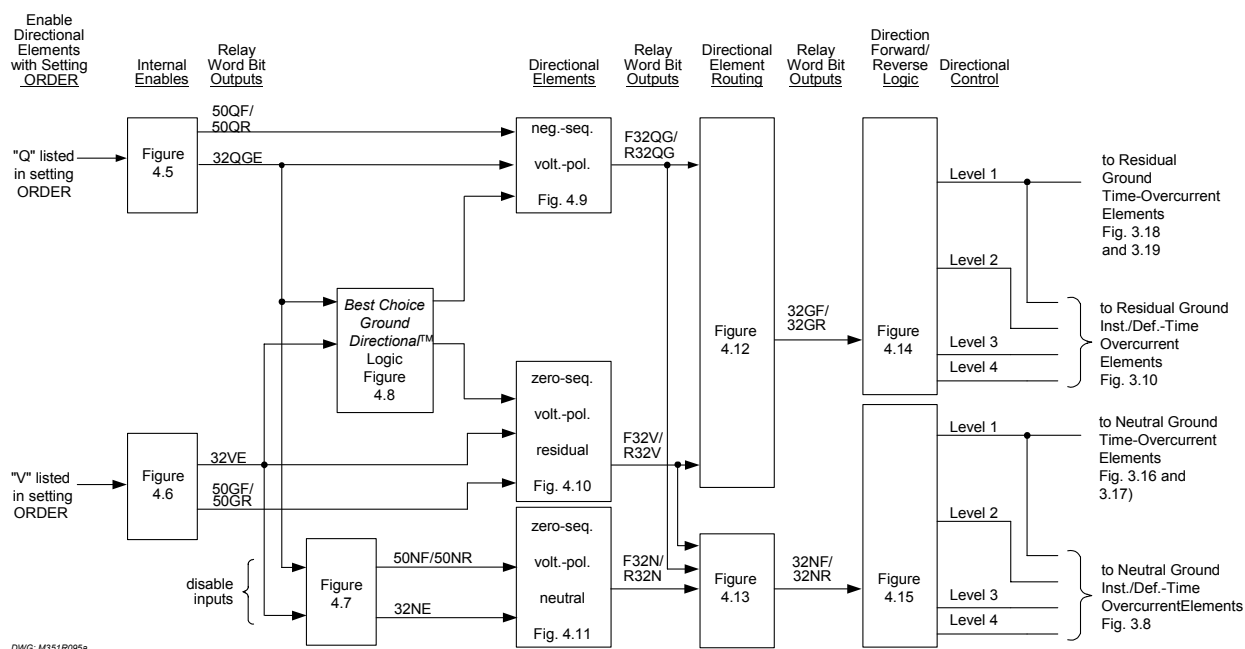 Enable
Directional
Elements
with Setting
ORDER
Internal
Enables
Relay
Word Bit
Outputs
Directional
Elements
Relay
Word Bit
Outputs
Directional
Element
Routing
Relay
Word Bit
Outputs
Direction
Forward/
Reverse
Logic
Directional
Control
"Q" listed
in setting
ORDER
Figure
4.5
50QF/
50QR
32QGE
neg.-seq.
volt.-pol.
Fig. 4.9
F32QG/
R32QG
Best Choice
Ground
Directional™
Logic
Figure
4.8
Figure
4.12
32GF/
32GR
Figure
4.14
Level 1
Level 2
Level 3
Level 4
to Residual
Ground
Time-Overcurrent
Elements
Fig. 3.18
and 3.19
to Residual Ground
Inst./Def.-Time
Overcurrent
Elements
Fig. 3.10
"V" listed
in setting
ORDER
Figure
4.6
32VE
50GF/
50GR
zero-seq.
volt.-pol.
residual
Fig. 4.10
F32V/
R32V
disable
inputs
Figure
4.7
50NF/50NR
32NE
zero-seq.
volt.-pol.
neutral
Fig. 4.11
F32N/
R32N
Figure
4.13
32NF/
32NR
Figure
4.15
Level 1
Level 2
Level 3
Level 4
to Neutral Ground
Time-Overcurrent
Elements
Fig. 3.16 and
3.17)
to Neutral Ground
Inst./Def.-Time
OvercurrentElements
Fig. 3.8
DWG: M351R095a